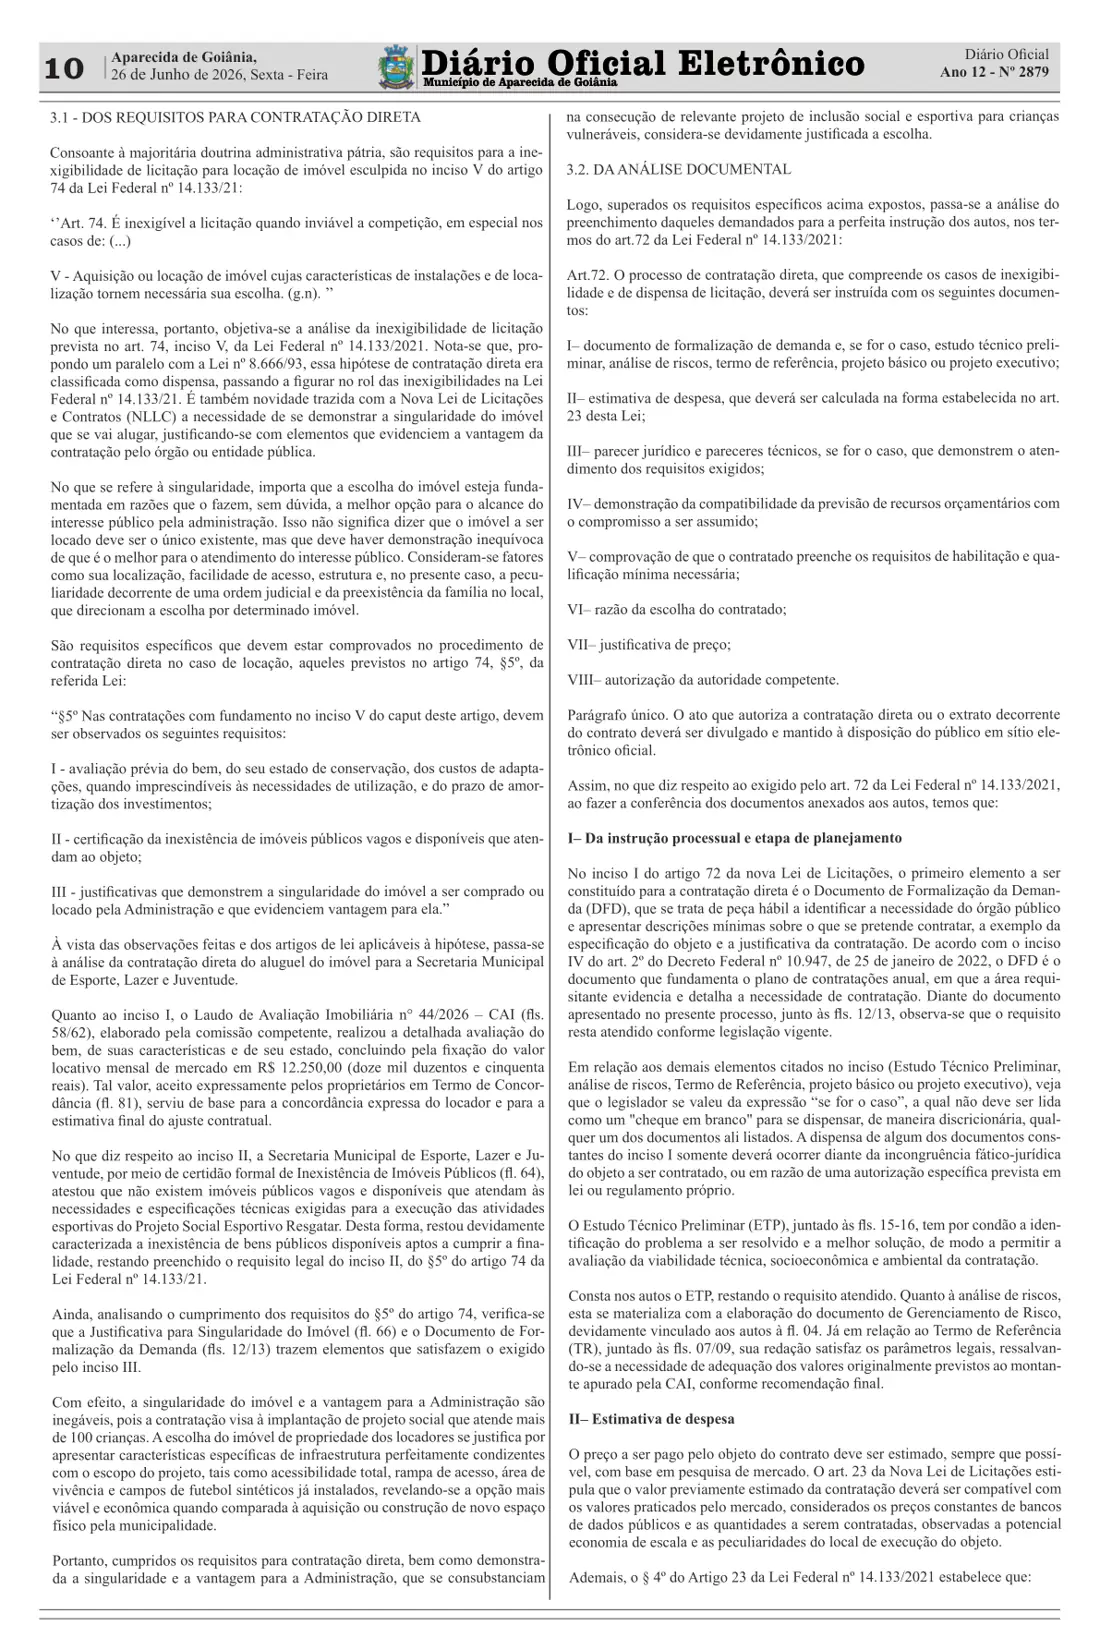 10
Aparecida de Goiânia,
26 de Junho de 2026, Sexta - Feira
Diário Oficial Eletrônico
Município de Aparecida de Goiânia
Diário Oficial
Ano 12 - Nº 2879
3.1 - DOS REQUISITOS PARA CONTRATAÇÃO DIRETA
Consoante à majoritária doutrina administrativa pátria, são requisitos para a ine-
xigibilidade de licitação para locação de imóvel esculpida no inciso V do artigo
74 da Lei Federal nº 14.133/21:
‘’Art. 74. É inexigível a licitação quando inviável a competição, em especial nos
casos de: (...)
V - Aquisição ou locação de imóvel cujas características de instalações e de loca-
lização tornem necessária sua escolha. (g.n). ’’
No que interessa, portanto, objetiva-se a análise da inexigibilidade de licitação
prevista no art. 74, inciso V, da Lei Federal nº 14.133/2021. Nota-se que, pro-
pondo um paralelo com a Lei nº 8.666/93, essa hipótese de contratação direta era
classificada como dispensa, passando a figurar no rol das inexigibilidades na Lei
Federal nº 14.133/21. É também novidade trazida com a Nova Lei de Licitações
e Contratos (NLLC) a necessidade de se demonstrar a singularidade do imóvel
que se vai alugar, justificando-se com elementos que evidenciem a vantagem da
contratação pelo órgão ou entidade pública.
No que se refere à singularidade, importa que a escolha do imóvel esteja funda-
mentada em razões que o fazem, sem dúvida, a melhor opção para o alcance do
interesse público pela administração. Isso não significa dizer que o imóvel a ser
locado deve ser o único existente, mas que deve haver demonstração inequívoca
de que é o melhor para o atendimento do interesse público. Consideram-se fatores
como sua localização, facilidade de acesso, estrutura e, no presente caso, a pecu-
liaridade decorrente de uma ordem judicial e da preexistência da família no local,
que direcionam a escolha por determinado imóvel.
São requisitos específicos que devem estar comprovados no procedimento de
contratação direta no caso de locação, aqueles previstos no artigo 74, §5º, da
referida Lei:
“§5º Nas contratações com fundamento no inciso V do caput deste artigo, devem
ser observados os seguintes requisitos:
I - avaliação prévia do bem, do seu estado de conservação, dos custos de adapta-
ções, quando imprescindíveis às necessidades de utilização, e do prazo de amor-
tização dos investimentos;
II - certificação da inexistência de imóveis públicos vagos e disponíveis que aten-
dam ao objeto;
III - justificativas que demonstrem a singularidade do imóvel a ser comprado ou
locado pela Administração e que evidenciem vantagem para ela.”
À vista das observações feitas e dos artigos de lei aplicáveis à hipótese, passa-se
à análise da contratação direta do aluguel do imóvel para a Secretaria Municipal
de Esporte, Lazer e Juventude.
Quanto ao inciso I, o Laudo de Avaliação Imobiliária n° 44/2026 – CAI (fls.
58/62), elaborado pela comissão competente, realizou a detalhada avaliação do
bem, de suas características e de seu estado, concluindo pela fixação do valor
locativo mensal de mercado em R$ 12.250,00 (doze mil duzentos e cinquenta
reais). Tal valor, aceito expressamente pelos proprietários em Termo de Concor-
dância (fl. 81), serviu de base para a concordância expressa do locador e para a
estimativa final do ajuste contratual.
No que diz respeito ao inciso II, a Secretaria Municipal de Esporte, Lazer e Ju-
ventude, por meio de certidão formal de Inexistência de Imóveis Públicos (fl. 64),
atestou que não existem imóveis públicos vagos e disponíveis que atendam às
necessidades e especificações técnicas exigidas para a execução das atividades
esportivas do Projeto Social Esportivo Resgatar. Desta forma, restou devidamente
caracterizada a inexistência de bens públicos disponíveis aptos a cumprir a fina-
lidade, restando preenchido o requisito legal do inciso II, do §5º do artigo 74 da
Lei Federal nº 14.133/21.
Ainda, analisando o cumprimento dos requisitos do §5º do artigo 74, verifica-se
que a Justificativa para Singularidade do Imóvel (fl. 66) e o Documento de For-
malização da Demanda (fls. 12/13) trazem elementos que satisfazem o exigido
pelo inciso III.
Com efeito, a singularidade do imóvel e a vantagem para a Administração são
inegáveis, pois a contratação visa à implantação de projeto social que atende mais
de 100 crianças. A escolha do imóvel de propriedade dos locadores se justifica por
apresentar características específicas de infraestrutura perfeitamente condizentes
com o escopo do projeto, tais como acessibilidade total, rampa de acesso, área de
vivência e campos de futebol sintéticos já instalados, revelando-se a opção mais
viável e econômica quando comparada à aquisição ou construção de novo espaço
físico pela municipalidade.
Portanto, cumpridos os requisitos para contratação direta, bem como demonstra-
da a singularidade e a vantagem para a Administração, que se consubstanciam
na consecução de relevante projeto de inclusão social e esportiva para crianças
vulneráveis, considera-se devidamente justificada a escolha.
3.2. DA ANÁLISE DOCUMENTAL
Logo, superados os requisitos específicos acima expostos, passa-se a análise do
preenchimento daqueles demandados para a perfeita instrução dos autos, nos ter-
mos do art.72 da Lei Federal nº 14.133/2021:
Art.72. O processo de contratação direta, que compreende os casos de inexigibi-
lidade e de dispensa de licitação, deverá ser instruída com os seguintes documen-
tos:
I– documento de formalização de demanda e, se for o caso, estudo técnico preli-
minar, análise de riscos, termo de referência, projeto básico ou projeto executivo;
II– estimativa de despesa, que deverá ser calculada na forma estabelecida no art.
23 desta Lei;
III– parecer jurídico e pareceres técnicos, se for o caso, que demonstrem o aten-
dimento dos requisitos exigidos;
IV– demonstração da compatibilidade da previsão de recursos orçamentários com
o compromisso a ser assumido;
V– comprovação de que o contratado preenche os requisitos de habilitação e qua-
lificação mínima necessária;
VI– razão da escolha do contratado;
VII– justificativa de preço;
VIII– autorização da autoridade competente.
Parágrafo único. O ato que autoriza a contratação direta ou o extrato decorrente
do contrato deverá ser divulgado e mantido à disposição do público em sítio ele-
trônico oficial.
Assim, no que diz respeito ao exigido pelo art. 72 da Lei Federal nº 14.133/2021,
ao fazer a conferência dos documentos anexados aos autos, temos que:
I– Da instrução processual e etapa de planejamento
No inciso I do artigo 72 da nova Lei de Licitações, o primeiro elemento a ser
constituído para a contratação direta é o Documento de Formalização da Deman-
da (DFD), que se trata de peça hábil a identificar a necessidade do órgão público
e apresentar descrições mínimas sobre o que se pretende contratar, a exemplo da
especificação do objeto e a justificativa da contratação. De acordo com o inciso
IV do art. 2º do Decreto Federal nº 10.947, de 25 de janeiro de 2022, o DFD é o
documento que fundamenta o plano de contratações anual, em que a área requi-
sitante evidencia e detalha a necessidade de contratação. Diante do documento
apresentado no presente processo, junto às fls. 12/13, observa-se que o requisito
resta atendido conforme legislação vigente.
Em relação aos demais elementos citados no inciso (Estudo Técnico Preliminar,
análise de riscos, Termo de Referência, projeto básico ou projeto executivo), veja
que o legislador se valeu da expressão “se for o caso”, a qual não deve ser lida
como um "cheque em branco" para se dispensar, de maneira discricionária, qual-
quer um dos documentos ali listados. A dispensa de algum dos documentos cons-
tantes do inciso I somente deverá ocorrer diante da incongruência fático-jurídica
do objeto a ser contratado, ou em razão de uma autorização específica prevista em
lei ou regulamento próprio.
O Estudo Técnico Preliminar (ETP), juntado às fls. 15-16, tem por condão a iden-
tificação do problema a ser resolvido e a melhor solução, de modo a permitir a
avaliação da viabilidade técnica, socioeconômica e ambiental da contratação.
Consta nos autos o ETP, restando o requisito atendido. Quanto à análise de riscos,
esta se materializa com a elaboração do documento de Gerenciamento de Risco,
devidamente vinculado aos autos à fl. 04. Já em relação ao Termo de Referência
(TR), juntado às fls. 07/09, sua redação satisfaz os parâmetros legais, ressalvan-
do-se a necessidade de adequação dos valores originalmente previstos ao montan-
te apurado pela CAI, conforme recomendação final.
II– Estimativa de despesa
O preço a ser pago pelo objeto do contrato deve ser estimado, sempre que possí-
vel, com base em pesquisa de mercado. O art. 23 da Nova Lei de Licitações esti-
pula que o valor previamente estimado da contratação deverá ser compatível com
os valores praticados pelo mercado, considerados os preços constantes de bancos
de dados públicos e as quantidades a serem contratadas, observadas a potencial
economia de escala e as peculiaridades do local de execução do objeto.
Ademais, o § 4º do Artigo 23 da Lei Federal nº 14.133/2021 estabelece que: